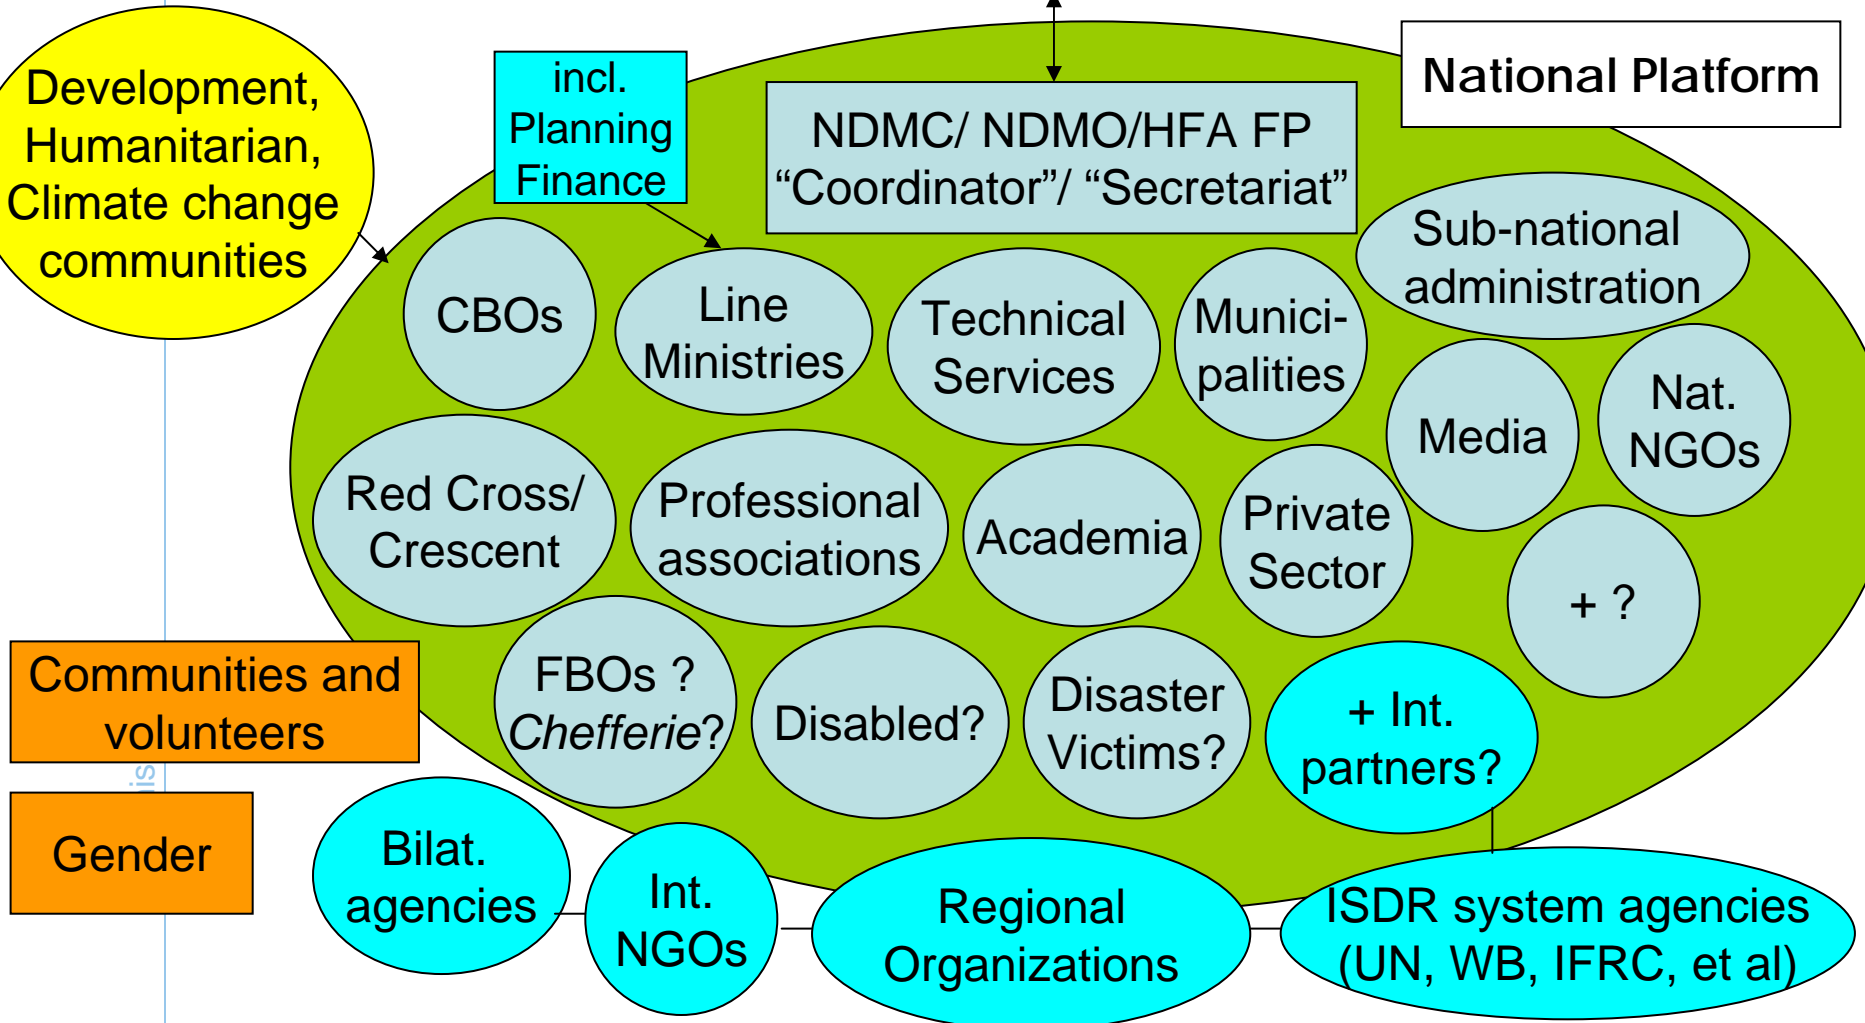 Development,
Humanitarian,
Climate change
communities
incl.
Planning
Finance
NDMC/ NDMO/HFA FP
“Coordinator”/ “Secretariat”
National Platform
CBOs
Line
Ministries
Technical
Services
Munici-
palities
Sub-national
administration
Media
Nat.
NGOs
Red Cross/
Crescent
Professional
associations
Academia
Private
Sector
+ ?
Communities and
volunteers
FBOs ?
Chefferie?
Disabled?
Disaster
Victims?
+ Int.
partners?
Gender
Bilat.
agencies
Int.
NGOs
Regional
Organizations
ISDR system agencies
(UN, WB, IFRC, et al)